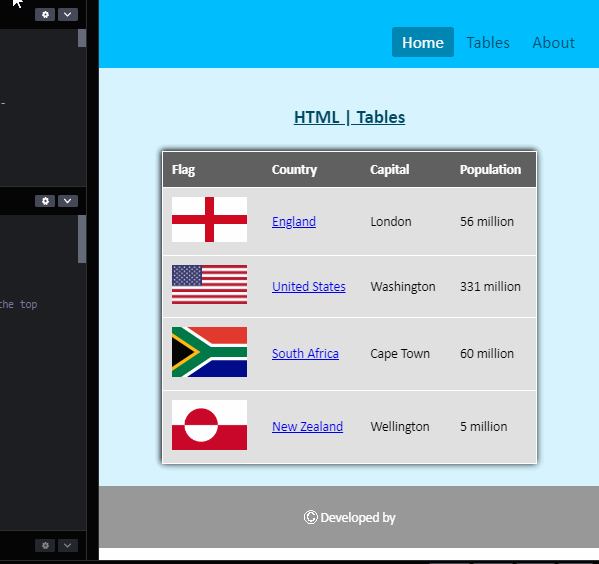 Home Tables About
HTML | Tables
Flag Country Capital Population
England London 56 million
United States Washington 331 million
the top
South Africa Cape Town 60 million
New Zealand Wellington 5 million
© Developed by